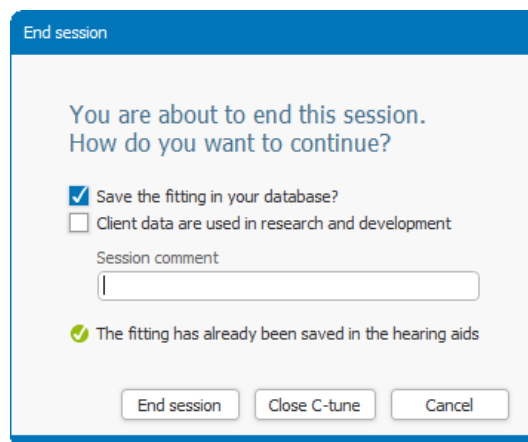 End session
You are about to end this session.
How do you want to continue?
Save the fitting in your database?
Client data are used in research and development
Session comment
The fitting has already been saved in the hearing aids
End session Close C-tune Cancel